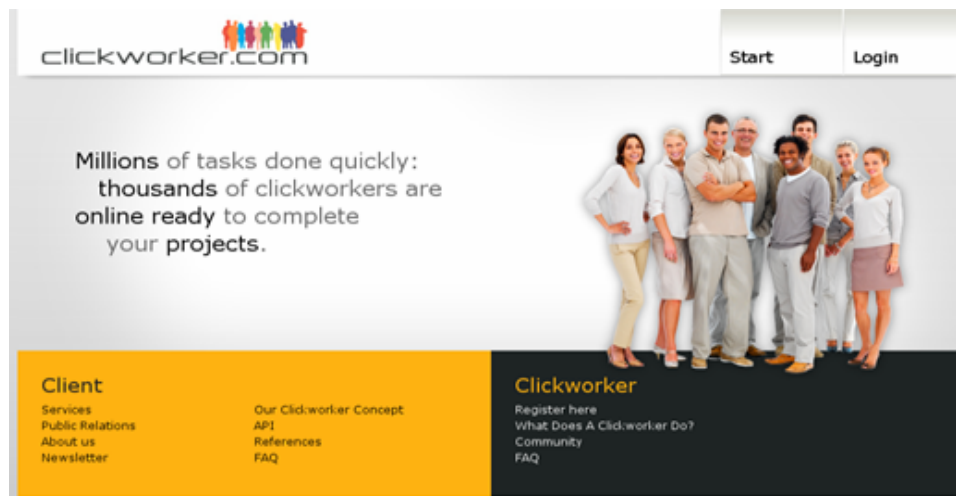 clickworker.com
Start
Login
Millions of tasks done quickly:
thousands of clickworkers are
online ready to complete
your projects.
Client
Services
Public Relations
About us
Newsletter
Our Clickworker Concept
API
References
FAQ
Clickworker
Register here
What Does A Clickworker Do?
Community
FAQ